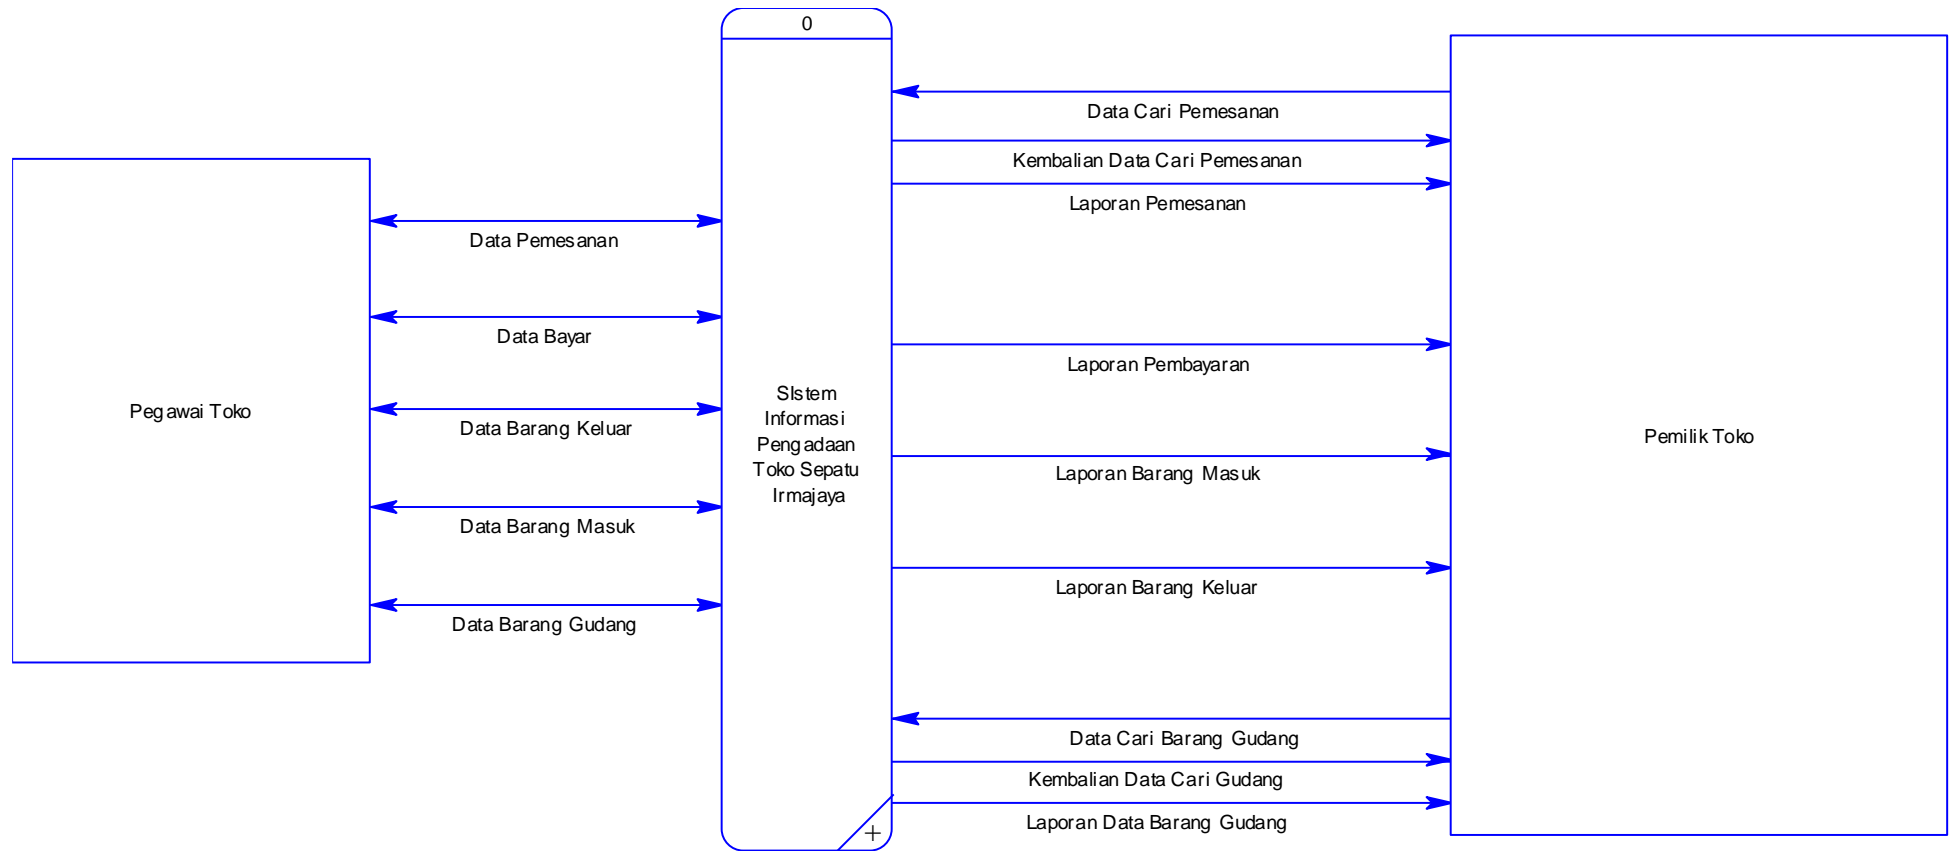 0
Data Cari Pemesanan
Kembalian Data Cari Pemesanan
Laporan Pemesanan
Data Pemesanan
Data Bayar
Laporan Pembayaran
Pegawai Toko
Data Barang Keluar
SIstem
Informasi
Pengadaan
Toko Sepatu
Irmajaya
Pemilik Toko
Laporan Barang Masuk
Data Barang Masuk
Laporan Barang Keluar
Data Barang Gudang
Data Cari Barang Gudang
Kembalian Data Cari Gudang
Laporan Data Barang Gudang
+